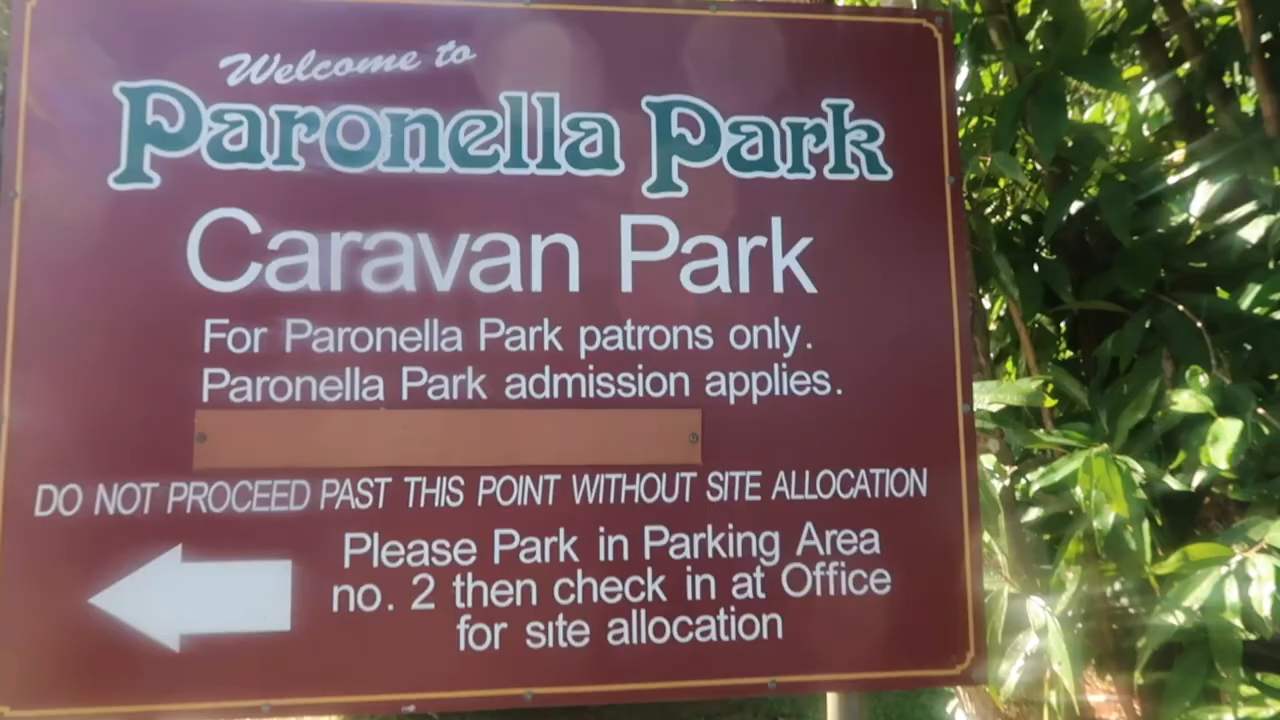 Welcome to
Paronella Park
Caravan Park
For Paronella Park patrons only.
Paronella Park admission applies.
DO NOT PROCEED PAST THIS POINT WITHOUT SITE ALLOCATION
Please Park in Parking Area
no. 2 then check in at Office
for site allocation